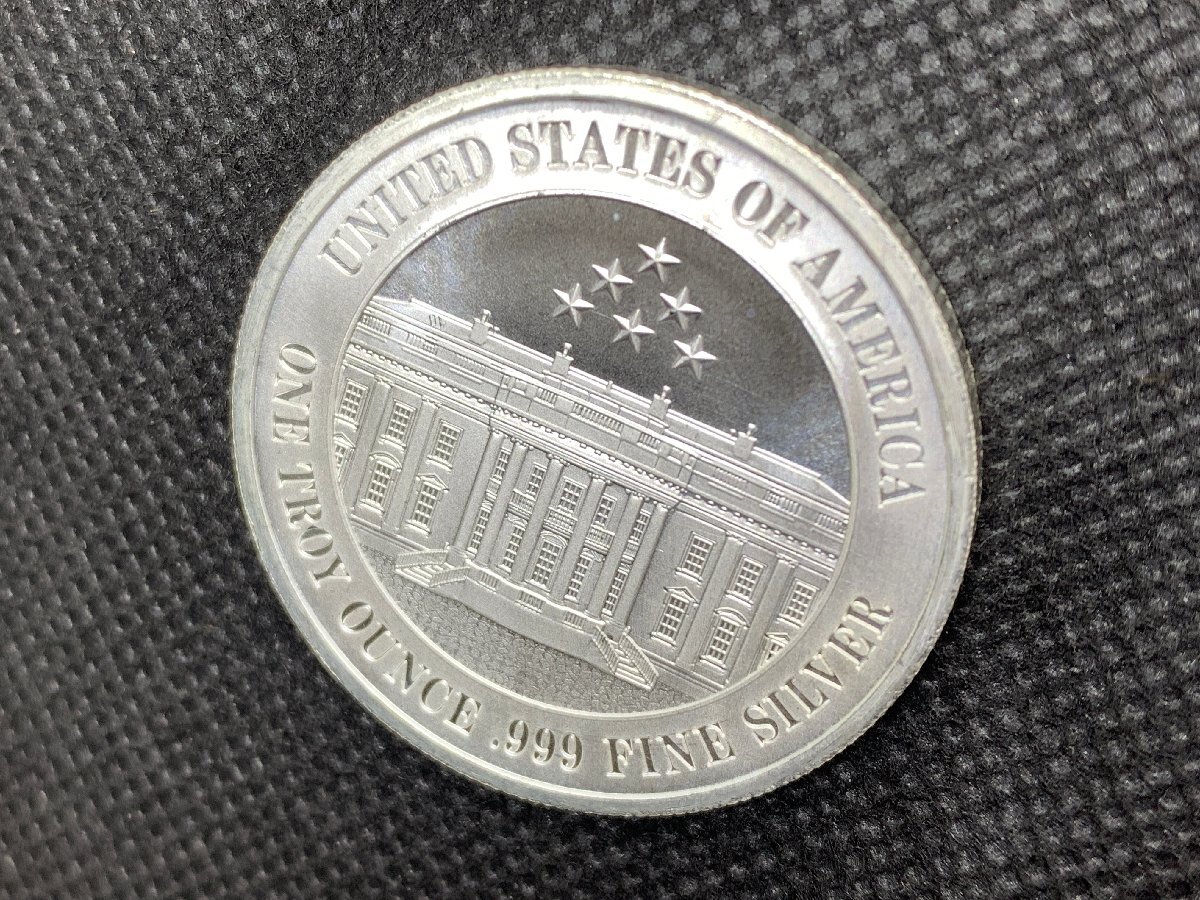 UNITED STATES OF AMERICA
ONE TROY OUNCE .999 FINE SILVER